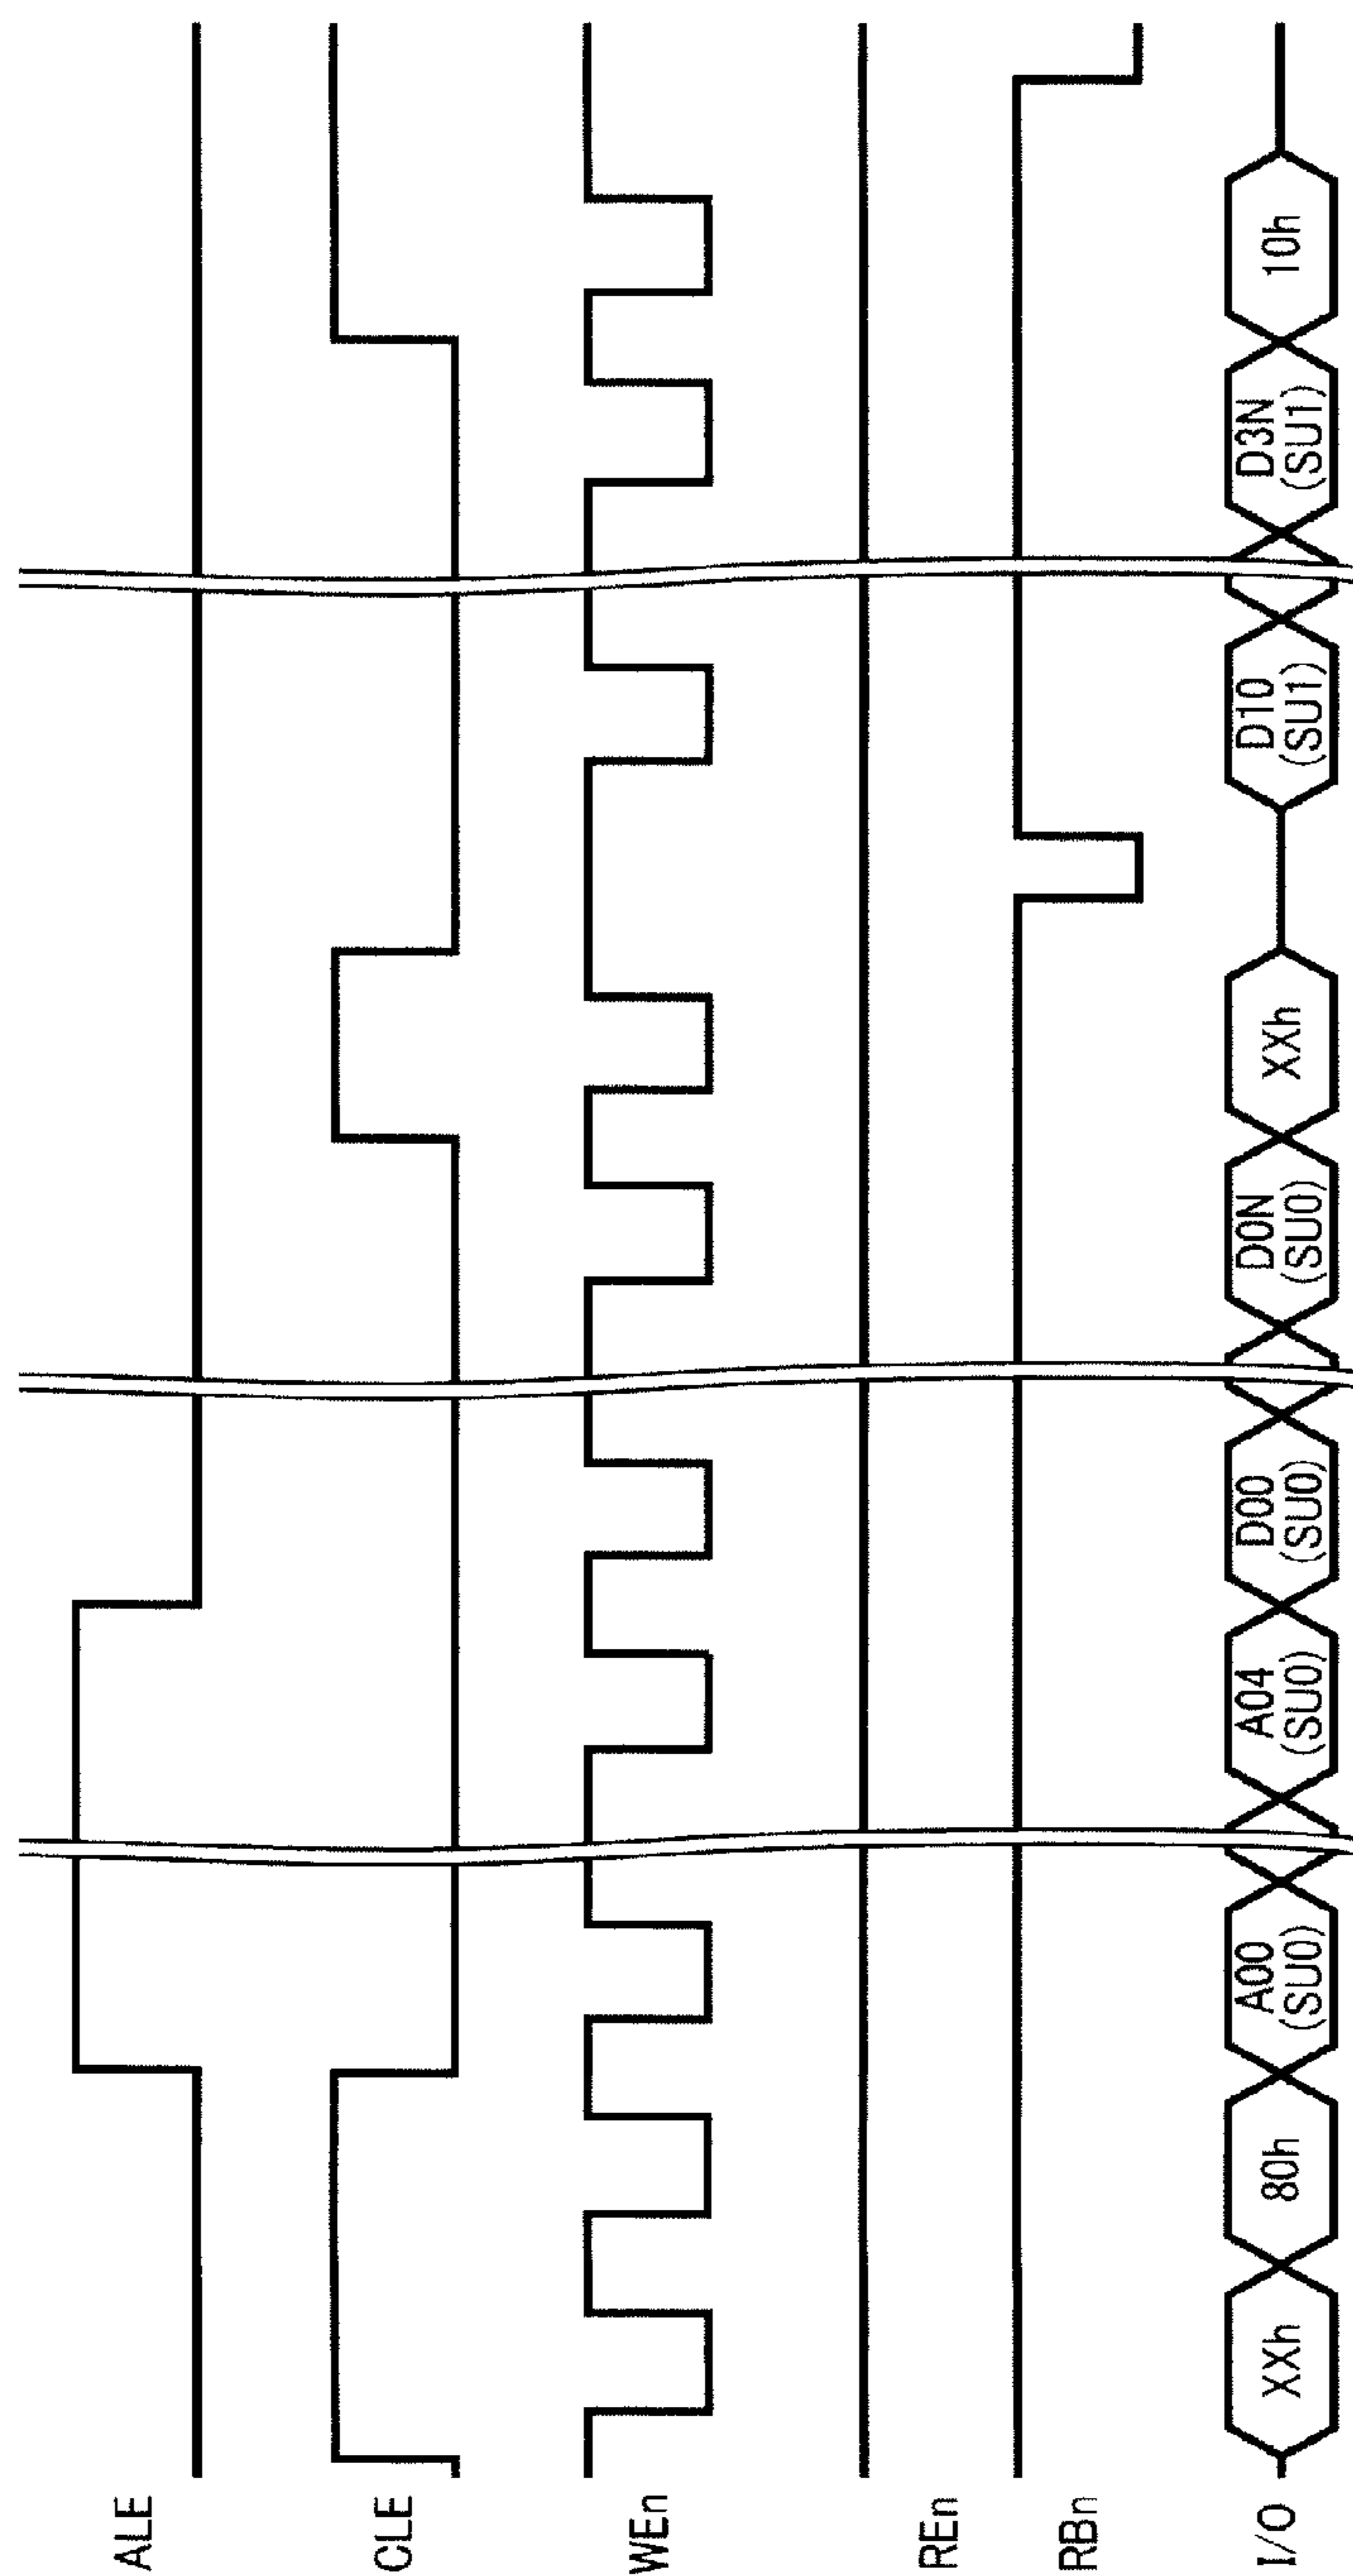 ALE
CLE
WEn
REn
RBn
I/O
XXh
80h
A00
(SU0)
A04
(SU0)
D00
(SU0)
D0N
(SU0)
XXh
D10
(SU1)
D3N
(SU1)
10h